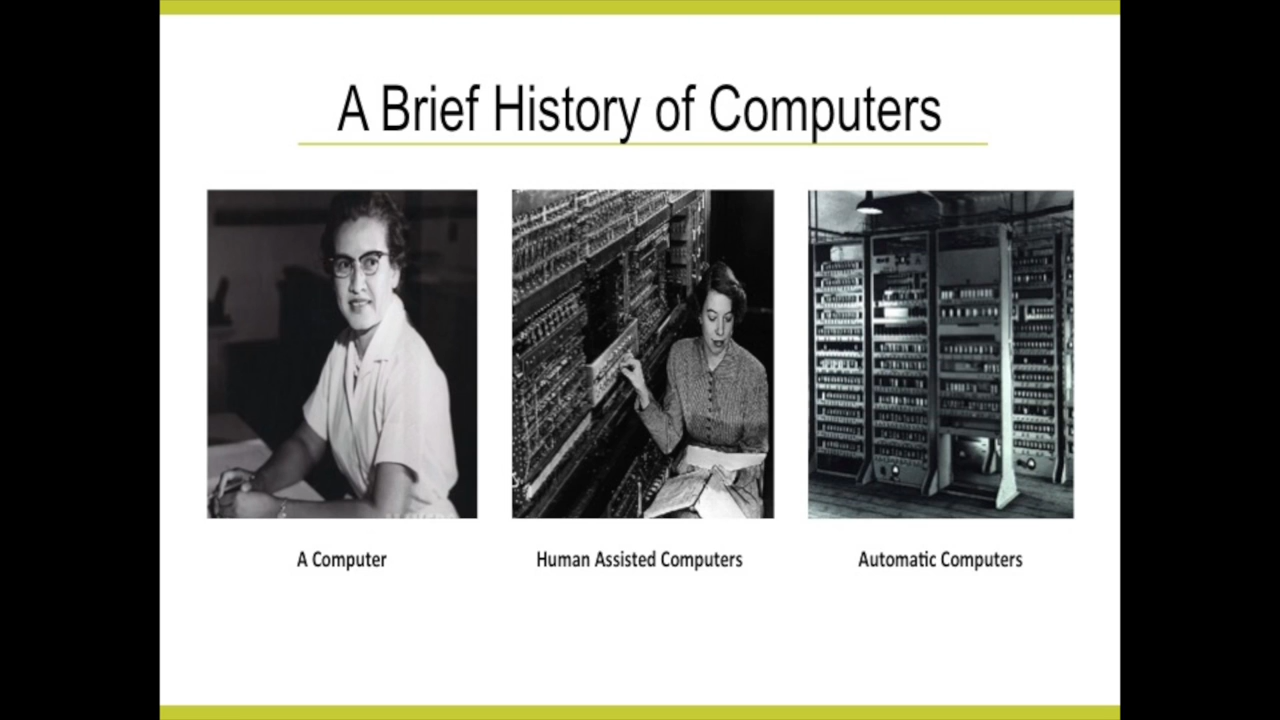 A Brief History of Computers
A Computer
Human Assisted Computers
Automatic Computers